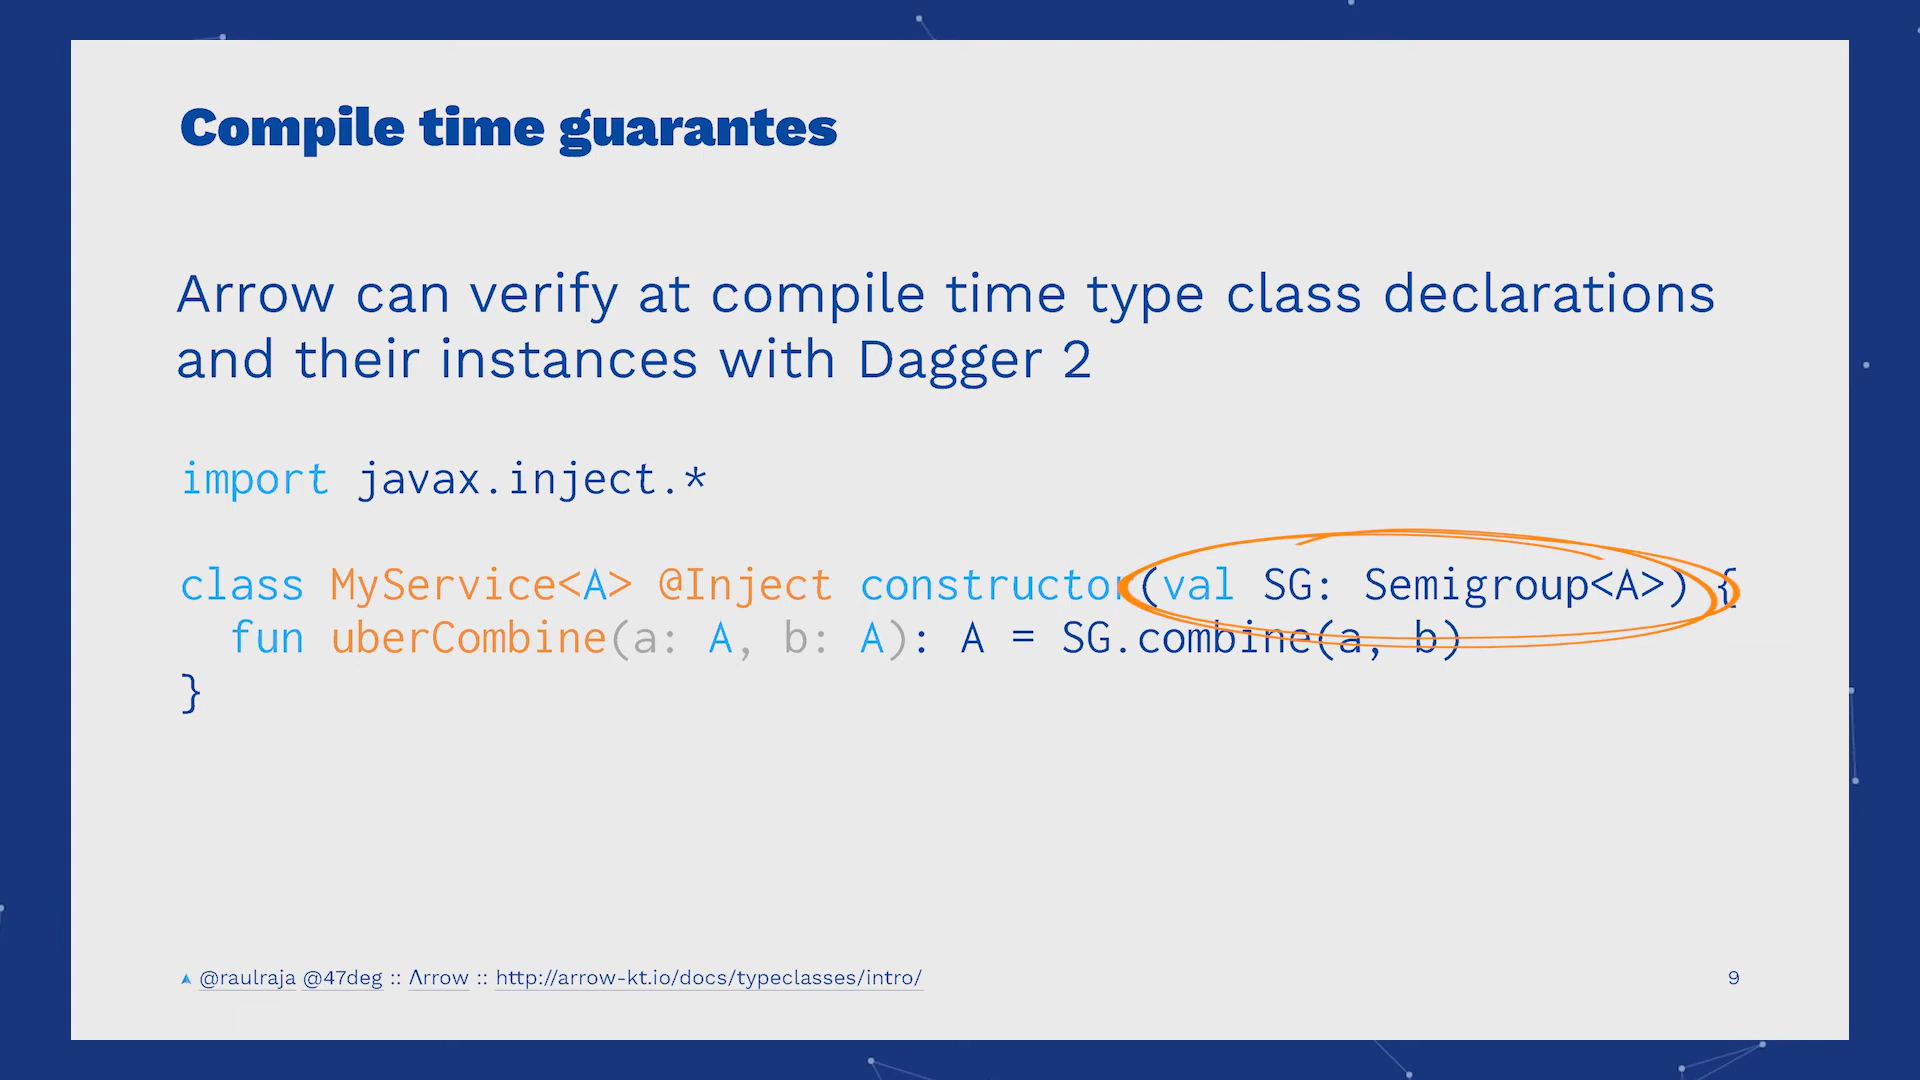 Compile time guarantes
Arrow can verify at compile time type class declarations
and their instances with Dagger 2
import javax.inject.*
class MyService<A> @Inject constructor(val SG: Semigroup<A>) {
  fun uberCombine(a: A, b: A): A = SG.combine(a, b)
}
@raulraja @47deg :: Λrrow :: http://arrow-kt.io/docs/typeclasses/intro/
9